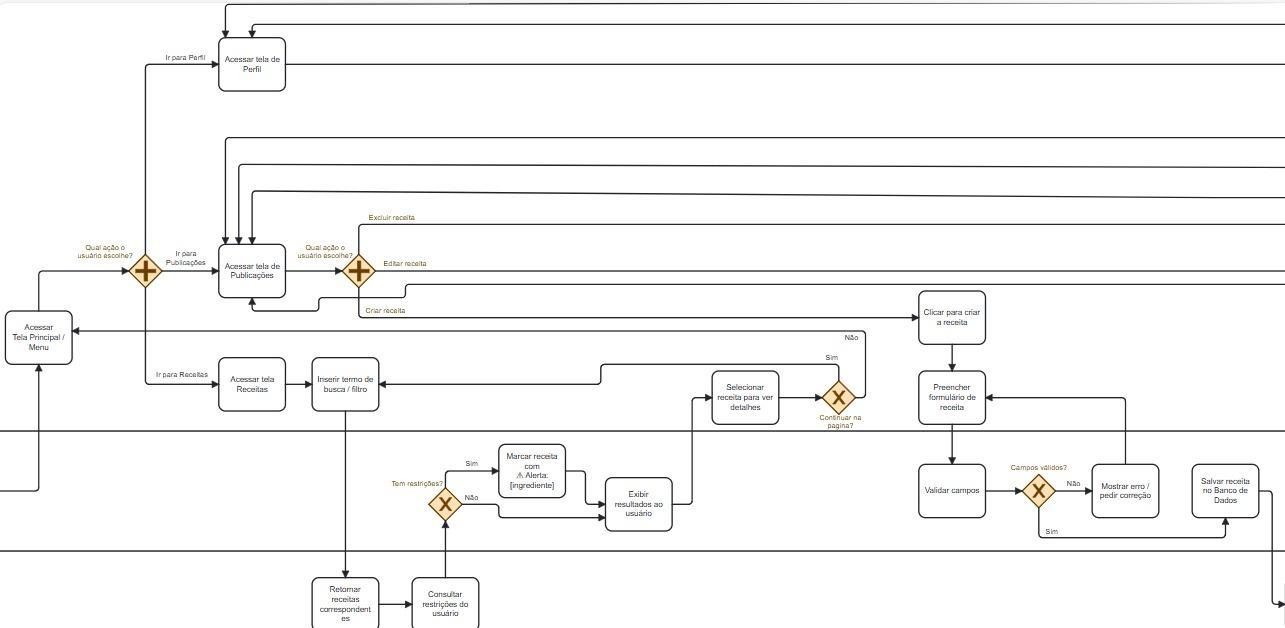 Ir para Perfil
Acessar tela de
Perfil
Excluir receita
Qual ação o
usuário escolhe?
Ir para
Publicações
Acessar tela de
Publicações
Qual ação o
usuário escolhe?
Editar receita
Criar receita
Clicar para criar
a receita
Acessar
Tela Principal /
Menu
Não
Sim
Ir para Receitas
Acessar tela
Receitas
Inserir termo de
busca / filtro
Selecionar
receita para ver
detalhes
Continuar na
pagina?
Preencher
formulário de
receita
Marcar receita
com
⚠ Alerta:
[ingrediente]
Sim
Tem restrições?
Não
Exibir
resultados ao
usuário
Validar campos
Campos válidos?
Não
Sim
Mostrar erro /
pedir correção
Salvar receita
no Banco de
Dados
Retornar
receitas
correspondent
es
Consultar
restrições do
usuário